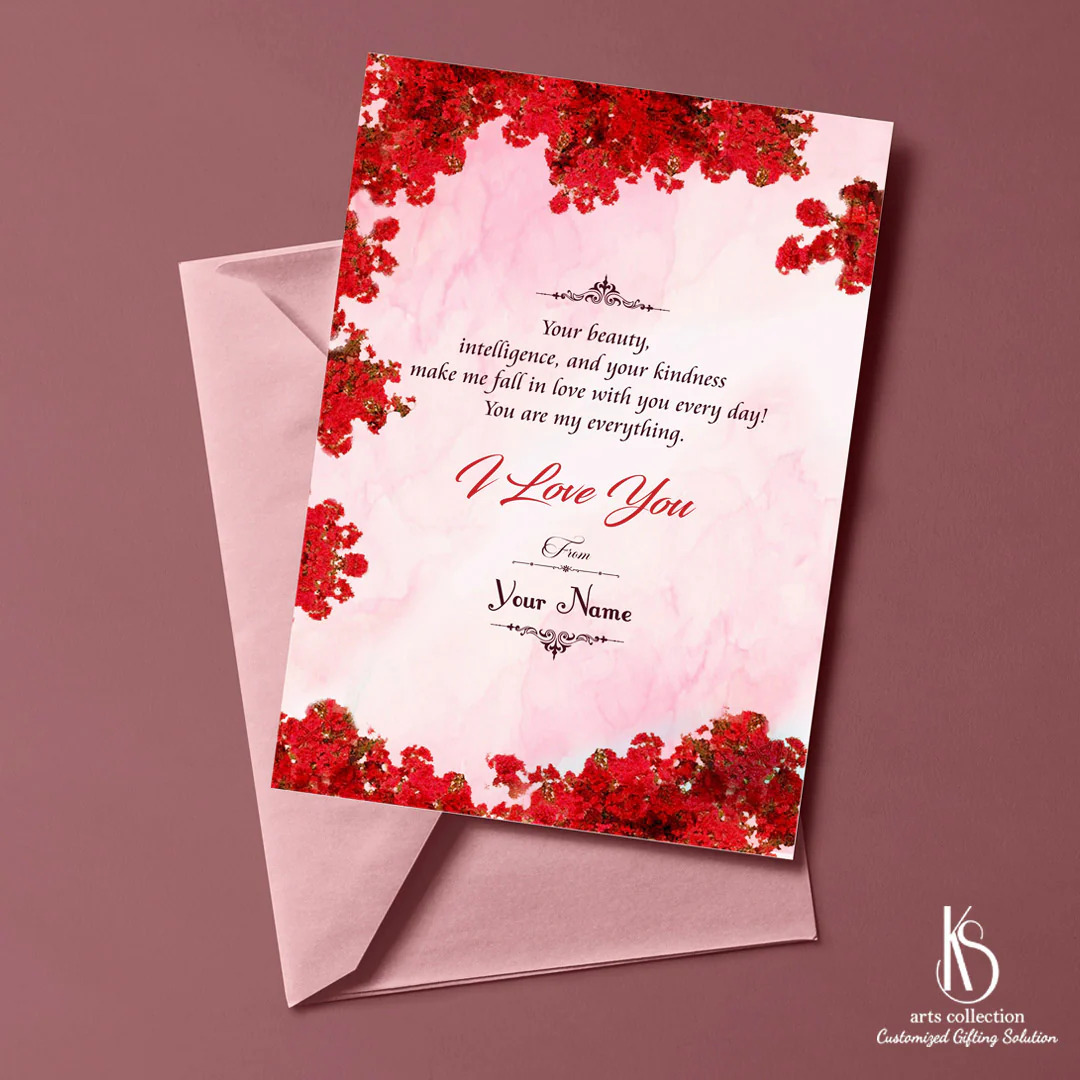 Your beauty,
intelligence, and your kindness
make me fall in love with you every day!
You are my everything.
I Love You
From
Your Name
KS
arts collection
Customized Gifting Solution